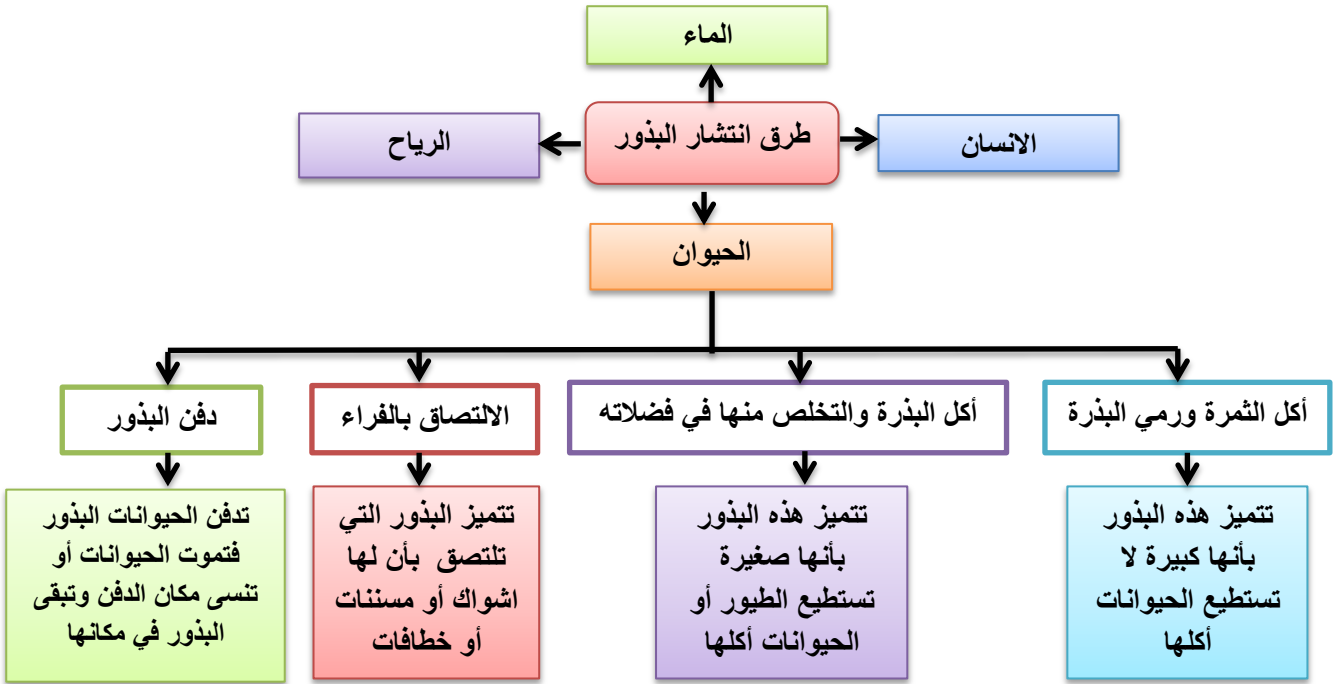 الماء
طرق انتشار البذور
الانسان
الرياح
الحيوان
أكل الثمرة ورمي البذرة
أكل البذرة والتخلص منها في فضلاته
الالتصاق بالفراء
دفن البذور
تتميز هذه البذور
بأنها كبيرة لا
تستطيع الحيوانات
أكلها
تتميز هذه البذور
بأنها صغيرة
تستطيع الطيور أو
الحيوانات أكلها
تتميز البذور التي
تلتصق بأن لها
اشواك أو مسننات
أو خطافات
تدفن الحيوانات البذور
فتموت الحيوانات أو
تنسى مكان الدفن وتبقى
البذور في مكانها